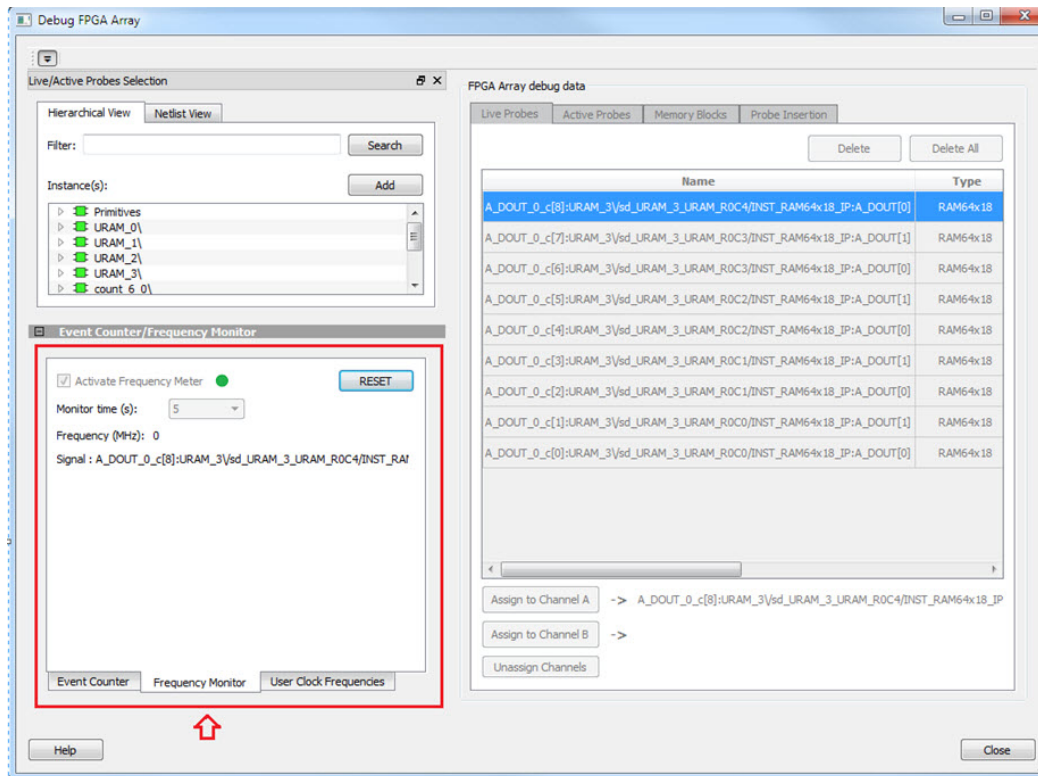 Debug FPGA Array
Live/Active Probes Selection
Hierarchical View
Netlist View
Filter:
Search
Instance(s):
Add
Primitives
URAM_0\
URAM_1\
URAM_2\
URAM_3\
count_6_0\
Event Counter/Frequency Monitor
Activate Frequency Meter
RESET
Monitor time (s): 5
Frequency (MHz): 0
Signal : A_DOUT_0_c[8]:URAM_3\/sd_URAM_3_URAM_R0C4/INST_RAM
Event Counter
Frequency Monitor
User Clock Frequencies
Help
FPGA Array debug data
Live Probes
Active Probes
Memory Blocks
Probe Insertion
Delete
Delete All
Name Type
A_DOUT_0_c[8]:URAM_3\/sd_URAM_3_URAM_R0C4/INST_RAM64x18_IP:A_DOUT[0] RAM64x18
A_DOUT_0_c[7]:URAM_3\/sd_URAM_3_URAM_R0C3/INST_RAM64x18_IP:A_DOUT[1] RAM64x18
A_DOUT_0_c[6]:URAM_3\/sd_URAM_3_URAM_R0C3/INST_RAM64x18_IP:A_DOUT[0] RAM64x18
A_DOUT_0_c[5]:URAM_3\/sd_URAM_3_URAM_R0C2/INST_RAM64x18_IP:A_DOUT[1] RAM64x18
A_DOUT_0_c[4]:URAM_3\/sd_URAM_3_URAM_R0C2/INST_RAM64x18_IP:A_DOUT[0] RAM64x18
A_DOUT_0_c[3]:URAM_3\/sd_URAM_3_URAM_R0C1/INST_RAM64x18_IP:A_DOUT[1] RAM64x18
A_DOUT_0_c[2]:URAM_3\/sd_URAM_3_URAM_R0C1/INST_RAM64x18_IP:A_DOUT[0] RAM64x18
A_DOUT_0_c[1]:URAM_3\/sd_URAM_3_URAM_R0C0/INST_RAM64x18_IP:A_DOUT[1] RAM64x18
A_DOUT_0_c[0]:URAM_3\/sd_URAM_3_URAM_R0C0/INST_RAM64x18_IP:A_DOUT[0] RAM64x18
Assign to Channel A -> A_DOUT_0_c[8]:URAM_3\/sd_URAM_3_URAM_R0C4/INST_RAM64x18_IP
Assign to Channel B ->
Unassign Channels
Close